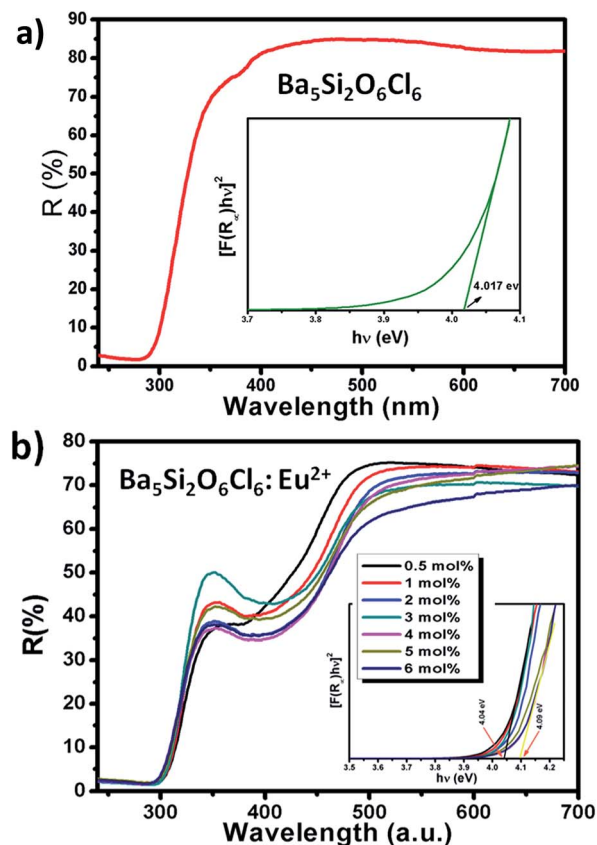 a)
90
80
70
60
50
40
30
20
10
0
R (%)
Ba₅Si₂O₆Cl₆
[F(R∝)hν]²
4.017 ev
3.7 3.8 3.9 4.0 4.1
hν (eV)
300 400 500 600 700
Wavelength (nm)
b)
80
70
60
50
40
30
20
10
0
R(%)
Ba₅Si₂O₆Cl₆: Eu²⁺
0.5 mol%
1 mol%
2 mol%
3 mol%
4 mol%
5 mol%
6 mol%
[F(R∝)hν]²
4.04 eV
4.09 eV
3.5 3.6 3.7 3.8 3.9 4.0 4.1 4.2
hν (eV)
300 400 500 600 700
Wavelength (a.u.)